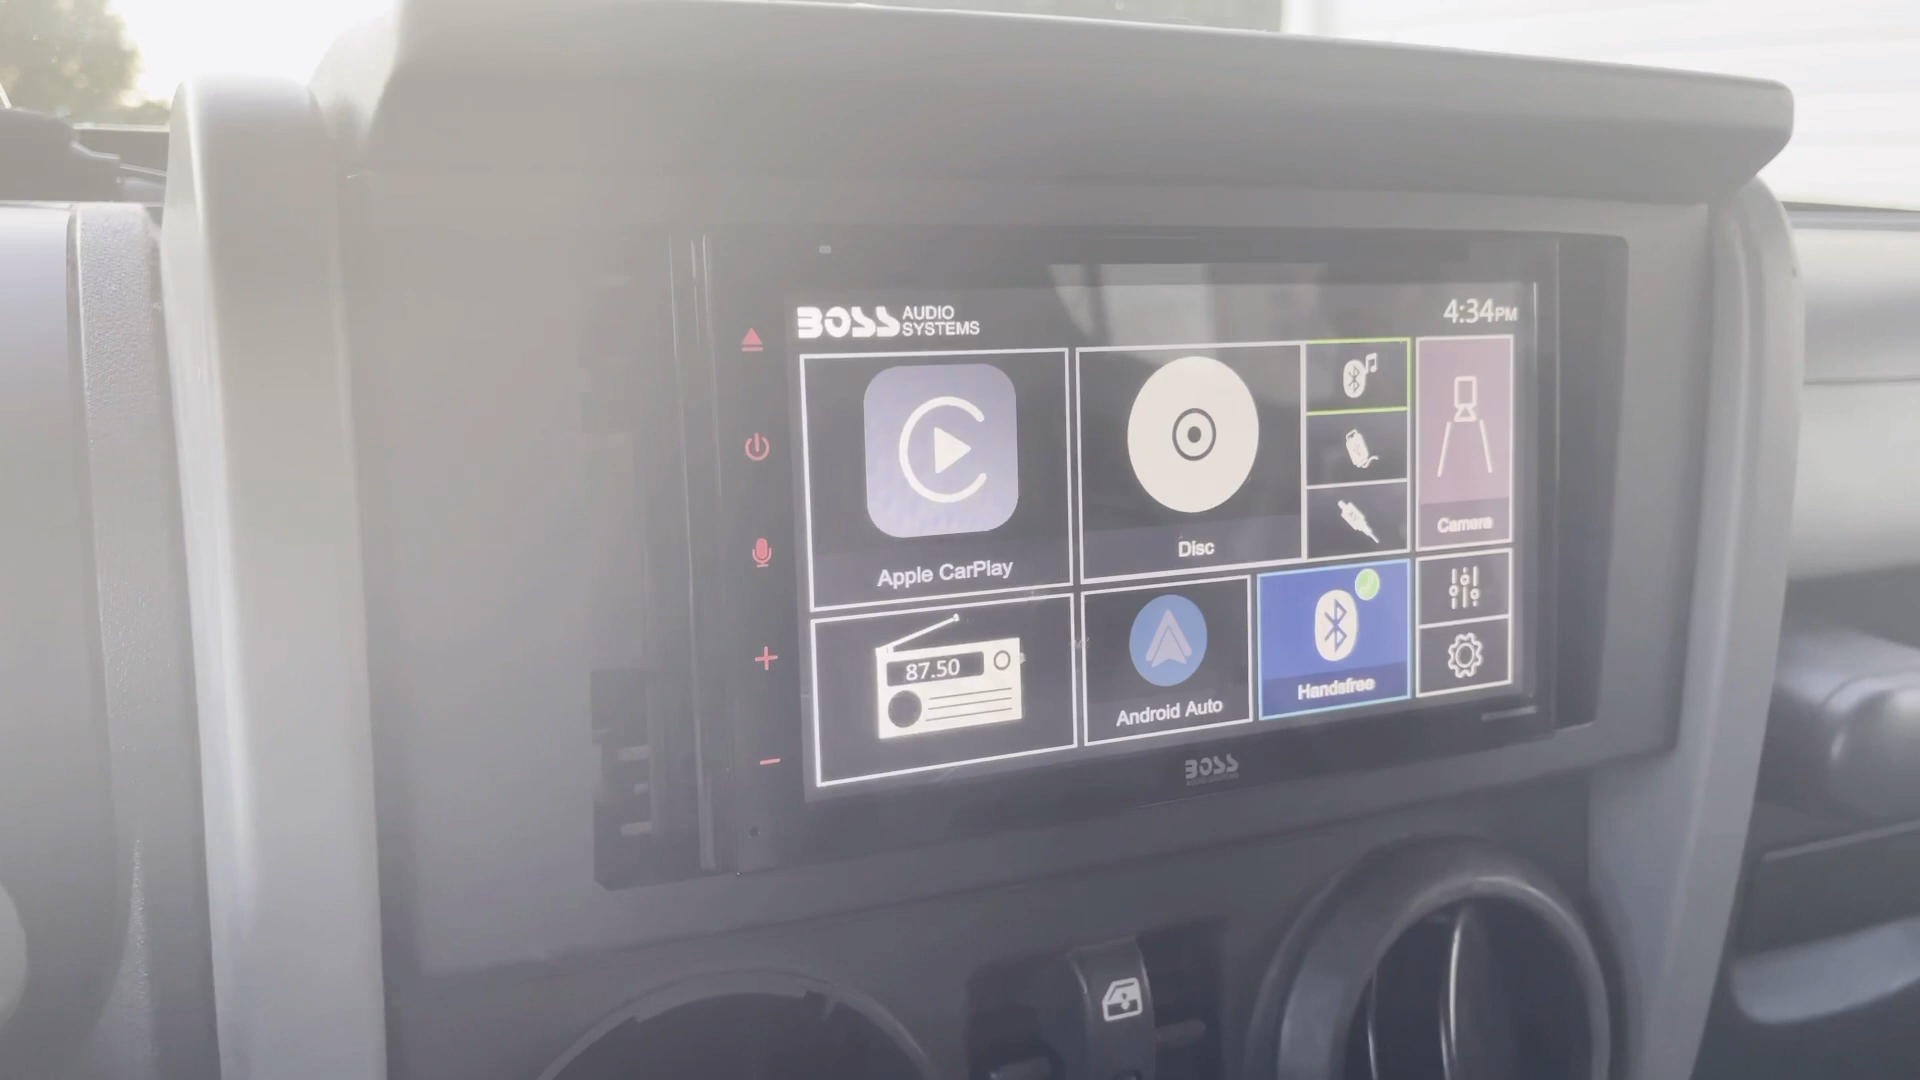 BOSS AUDIO SYSTEMS
4:34PM
Apple CarPlay
Disc
Camera
87.50
Android Auto
Handsfree
BOSS